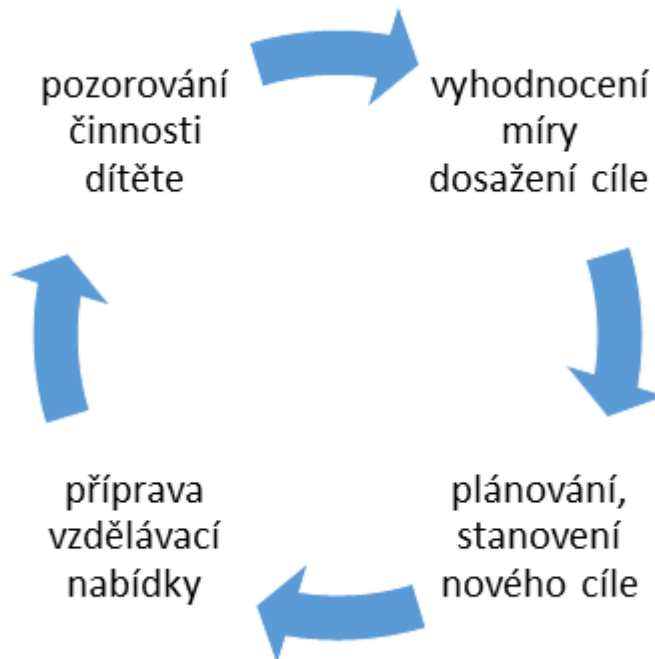 pozorování
činnosti
dítěte
vyhodnocení
míry
dosažení cíle
plánování,
stanovení
nového cíle
příprava
vzdělávací
nabídky